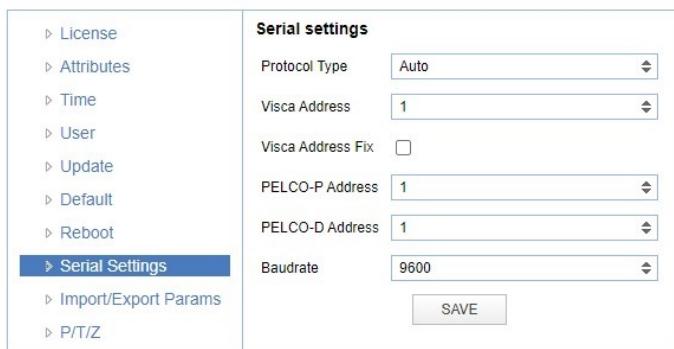 License
Attributes
Time
User
Update
Default
Reboot
Serial Settings
Import/Export Params
P/T/Z
Serial settings
Protocol Type Auto
Visca Address 1
Visca Address Fix
PELCO-P Address 1
PELCO-D Address 1
Baudrate 9600
SAVE